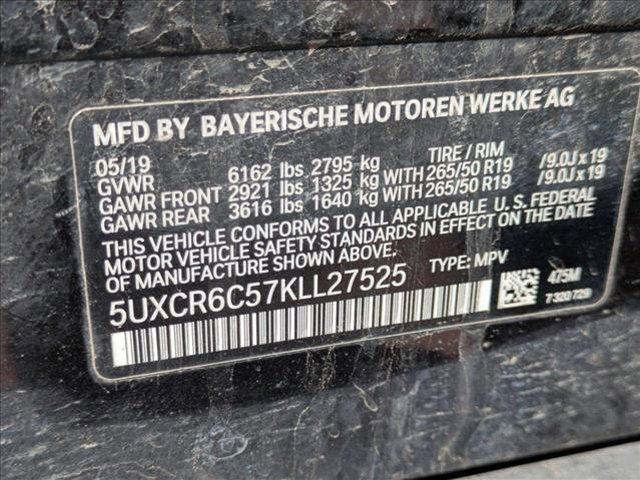 MFD BY BAYERISCHE MOTOREN WERKE AG
05/19 TIRE / RIM
GVWR 6162 lbs 2795 kg
GAWR FRONT 2921 lbs 1325 kg WITH 265/50 R19 /9.0J x 19
GAWR REAR 3616 lbs 1640 kg WITH 265/50 R19 /9.0J x 19
THIS VEHICLE CONFORMS TO ALL APPLICABLE U. S. FEDERAL
MOTOR VEHICLE SAFETY STANDARDS IN EFFECT ON THE DATE
OF MANUFACTURE SHOWN ABOVE.
5UXCR6C57KLL27525 TYPE: MPV
475M
7 320 729